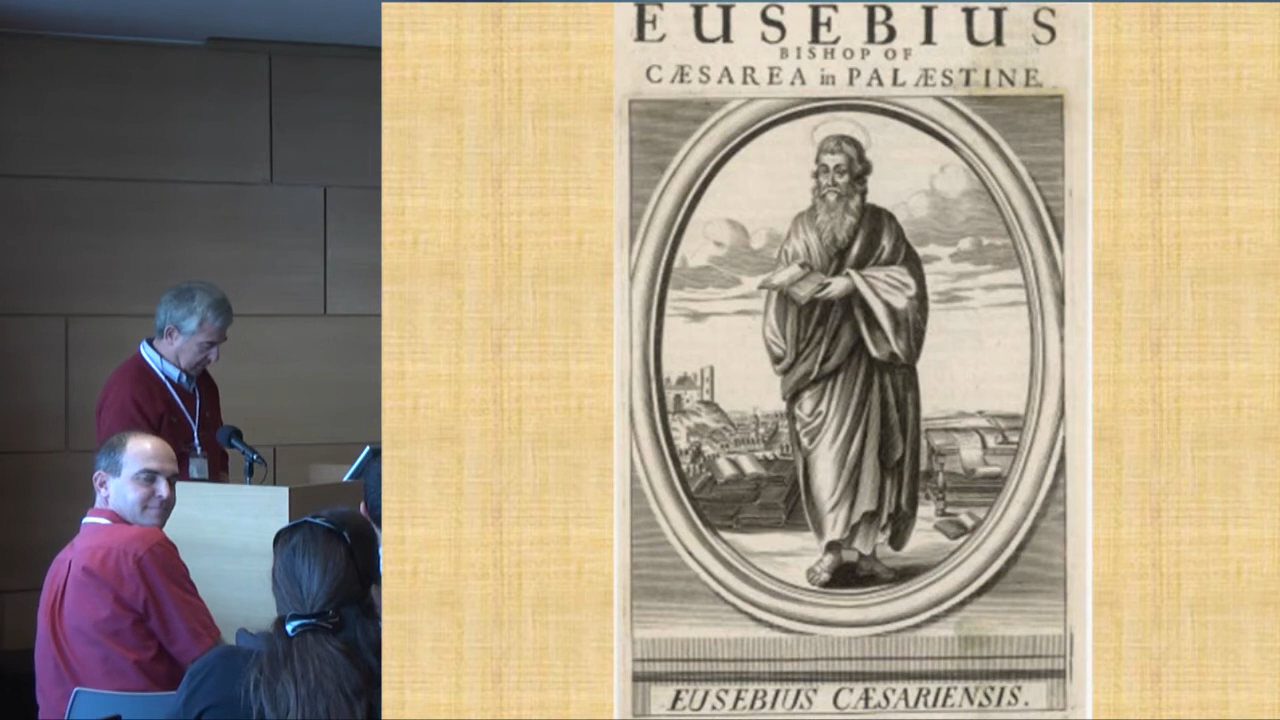 EUSEBIUS
BISHOP OF
CÆSAREA in PALÆSTINE.
EUSEBIUS CÆSARIENSIS.